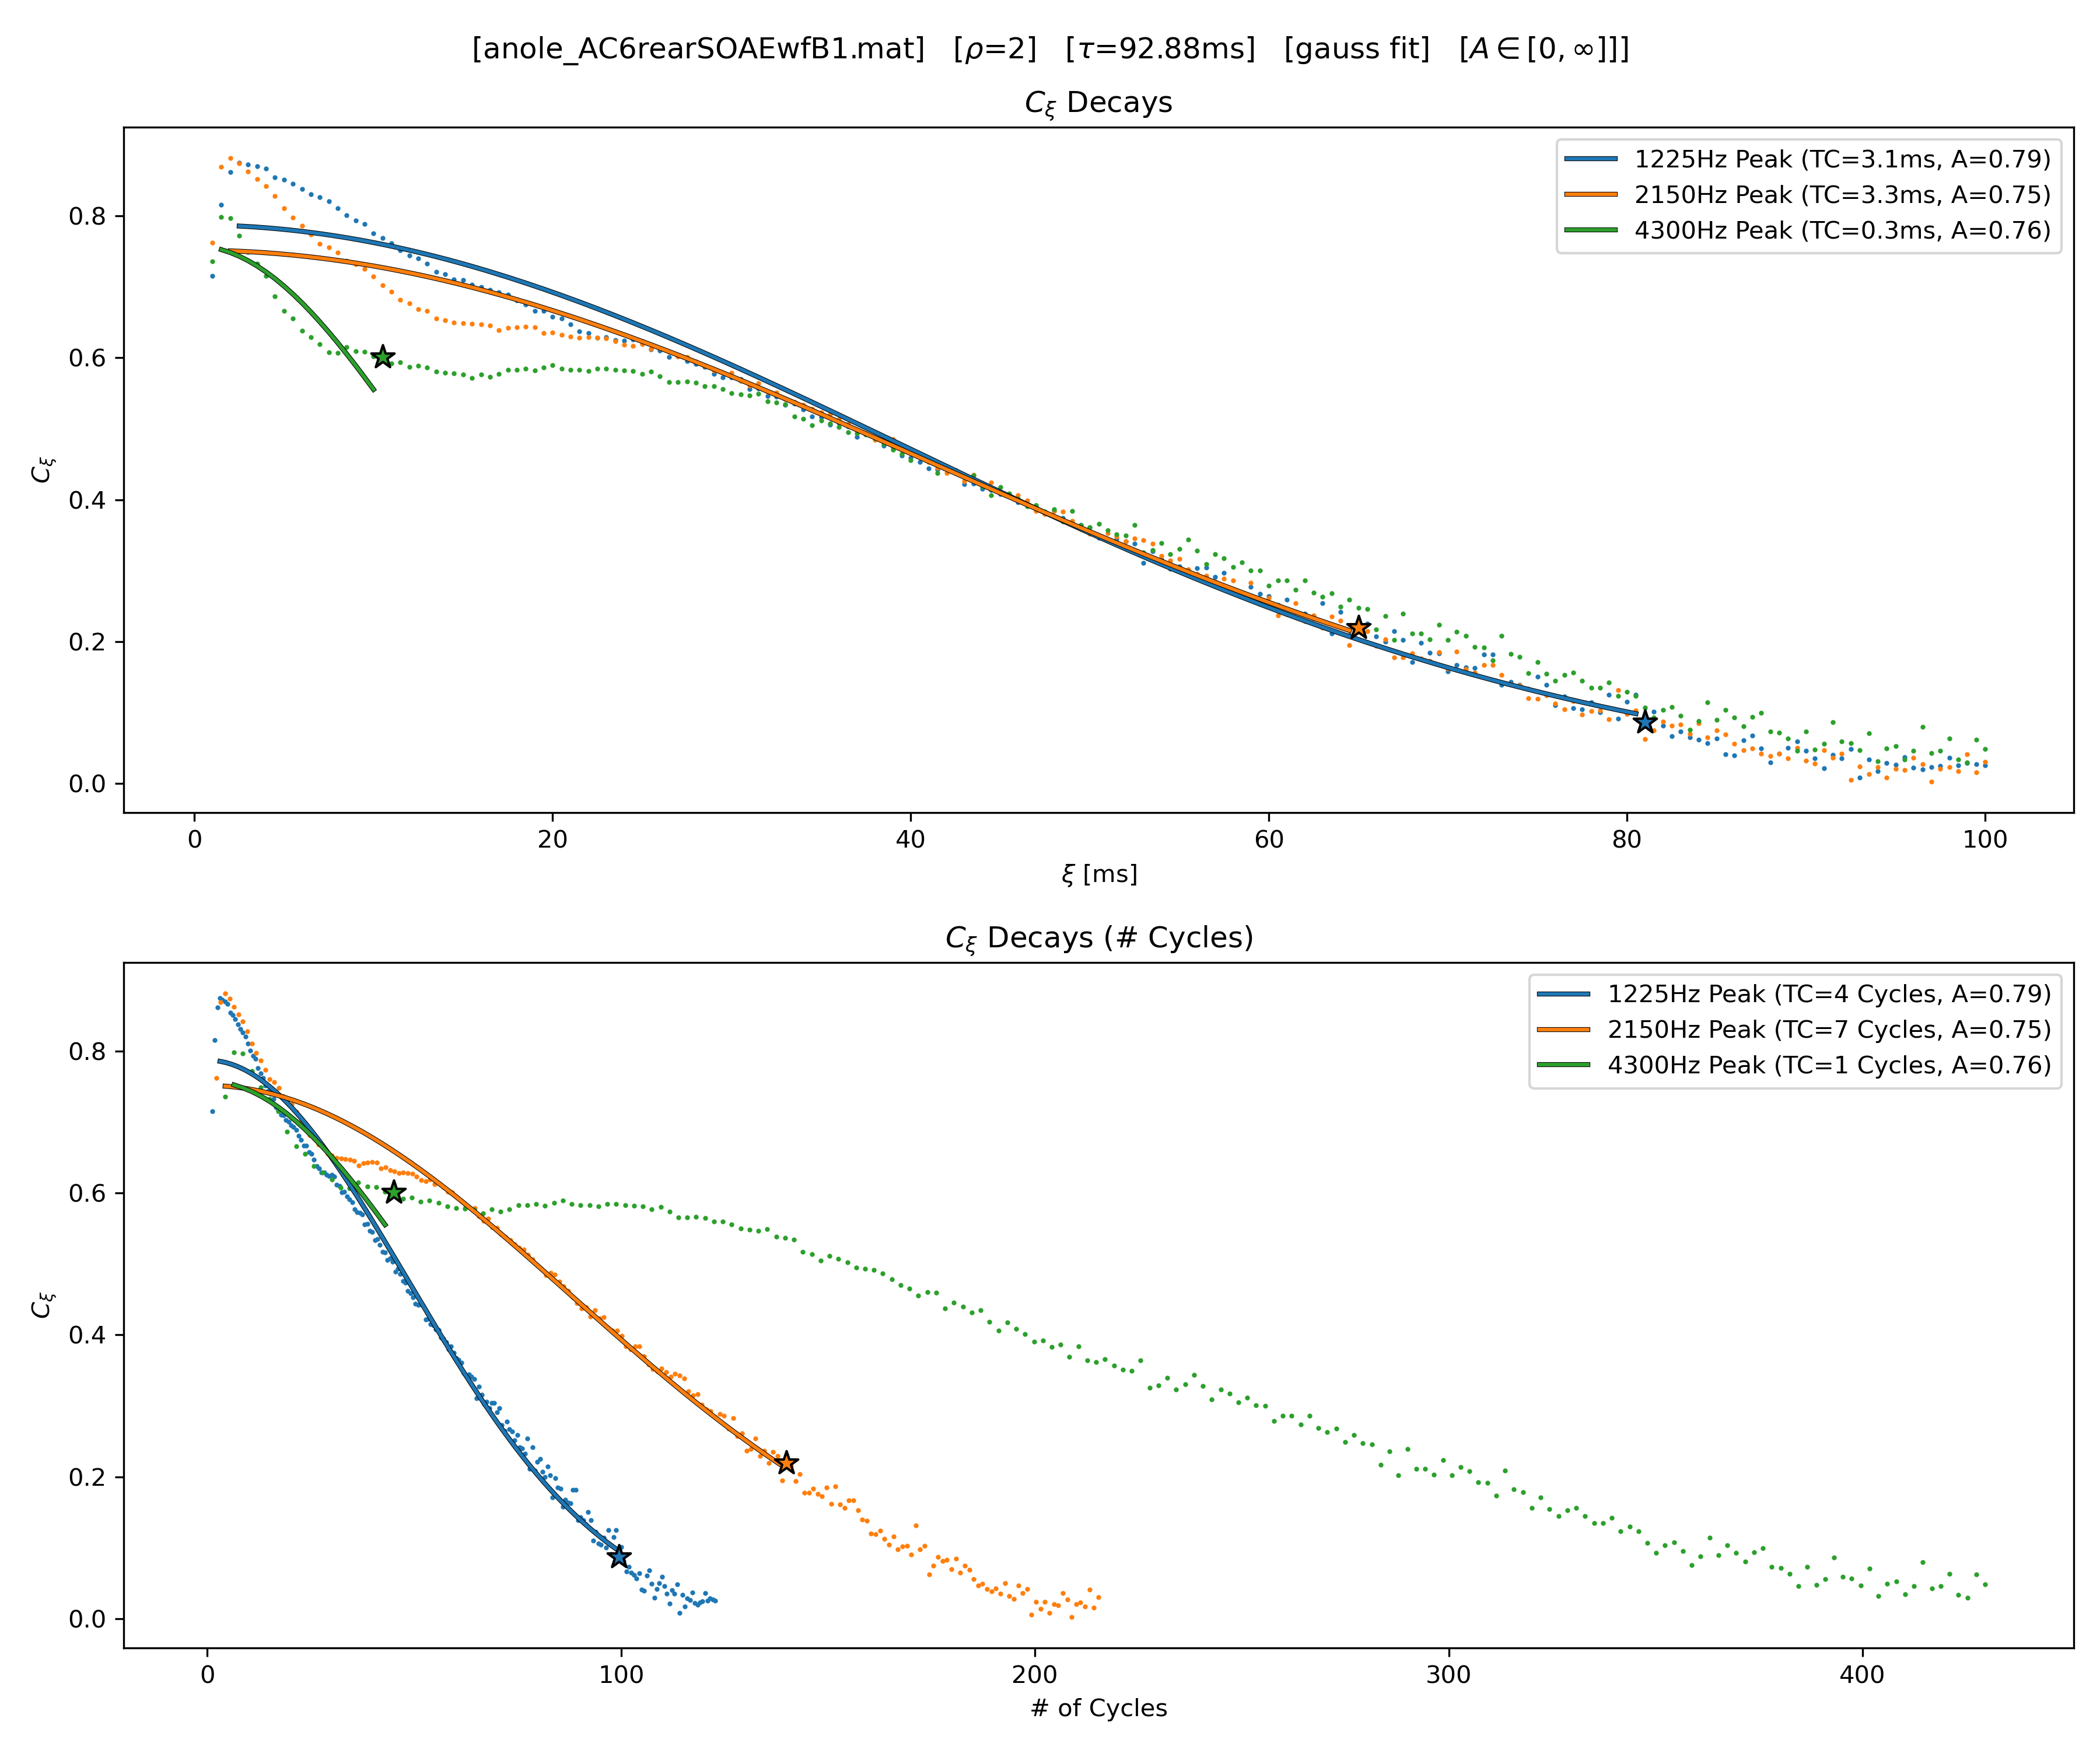 [anole_AC6rearSOAEwfB1.mat] [ρ=2] [τ=92.88ms] [gauss fit] [A ∈ [0, ∞]]]
C_ξ Decays
1225Hz Peak (TC=3.1ms, A=0.79)
2150Hz Peak (TC=3.3ms, A=0.75)
4300Hz Peak (TC=0.3ms, A=0.76)
0.8
0.6
0.4
0.2
0.0
C_ξ
0 20 40 60 80 100
ξ [ms]
C_ξ Decays (# Cycles)
1225Hz Peak (TC=4 Cycles, A=0.79)
2150Hz Peak (TC=7 Cycles, A=0.75)
4300Hz Peak (TC=1 Cycles, A=0.76)
0.8
0.6
0.4
0.2
0.0
C_ξ
0 100 200 300 400
# of Cycles